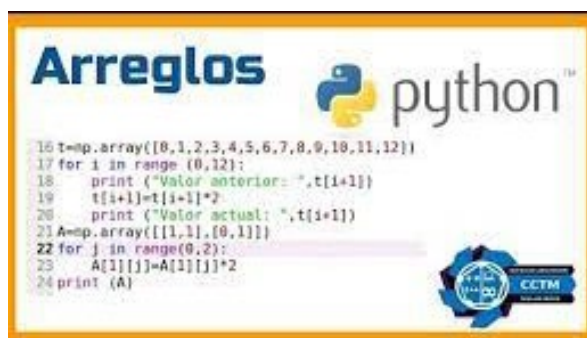 Arreglos
python™
16 t=np.array([0,1,2,3,4,5,6,7,8,9,10,11,12])
17 for i in range (0,12):
18 print ("Valor anterior: ",t[i+1])
19 t[i+1]=t[i+1]*2
20 print ("Valor actual: ",t[i+1])
21 A=np.array([[1,1],[0,1]])
22 for j in range(0,2):
23 A[1][j]=A[1][j]*2
24 print (A)
CCTM